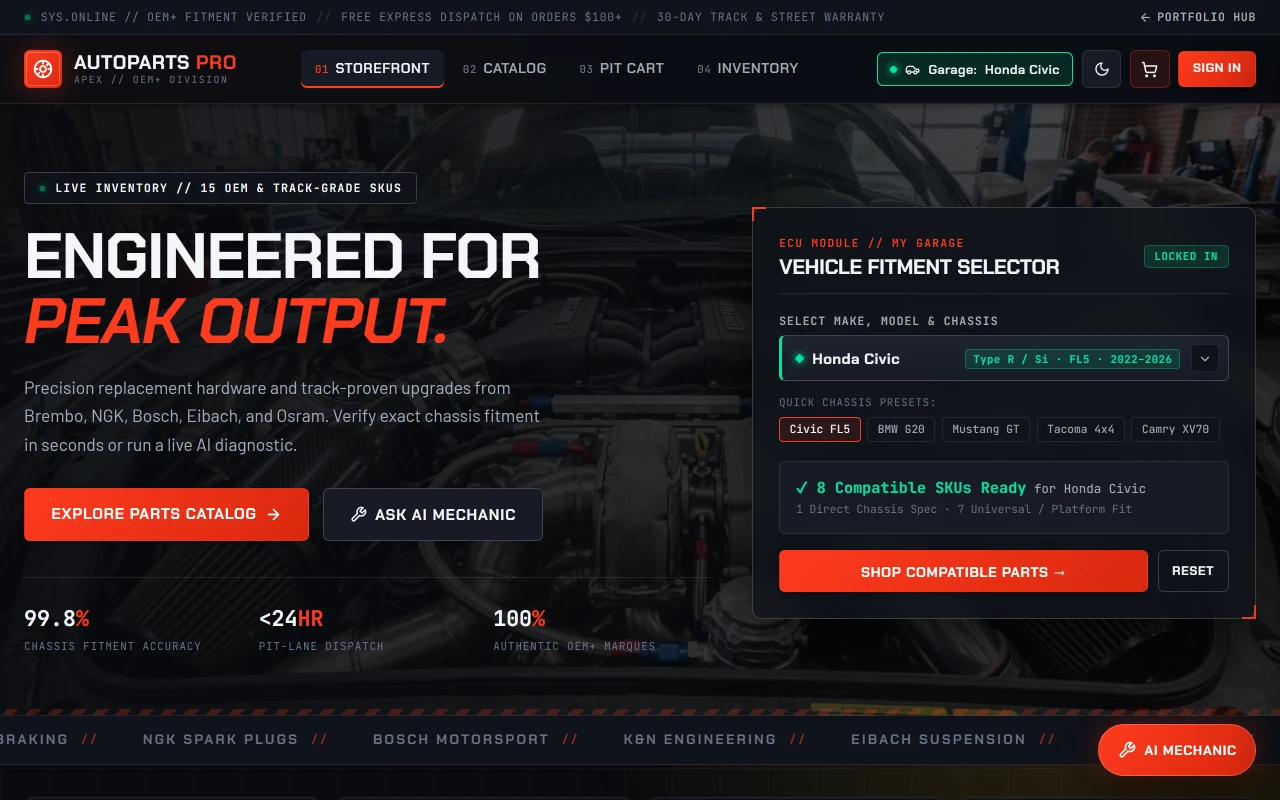 SYS.ONLINE // OEM+ FITMENT VERIFIED // FREE EXPRESS DISPATCH ON ORDERS $100+ // 30-DAY TRACK & STREET WARRANTY
← PORTFOLIO HUB
AUTOPARTS PRO
APEX // OEM+ DIVISION
01 STOREFRONT
02 CATALOG
03 PIT CART
04 INVENTORY
Garage: Honda Civic
SIGN IN
LIVE INVENTORY // 15 OEM & TRACK-GRADE SKUS
ENGINEERED FOR
PEAK OUTPUT.
Precision replacement hardware and track-proven upgrades from
Brembo, NGK, Bosch, Eibach, and Osram. Verify exact chassis fitment
in seconds or run a live AI diagnostic.
EXPLORE PARTS CATALOG →
ASK AI MECHANIC
99.8%
CHASSIS FITMENT ACCURACY
<24HR
PIT-LANE DISPATCH
100%
AUTHENTIC OEM+ MARQUES
ECU MODULE // MY GARAGE
VEHICLE FITMENT SELECTOR
LOCKED IN
SELECT MAKE, MODEL & CHASSIS
◆ Honda Civic
Type R / Si · FL5 · 2022–2026
QUICK CHASSIS PRESETS:
Civic FL5
BMW G20
Mustang GT
Tacoma 4x4
Camry XV70
✓ 8 Compatible SKUs Ready for Honda Civic
1 Direct Chassis Spec · 7 Universal / Platform Fit
SHOP COMPATIBLE PARTS →
RESET
BRAKING // NGK SPARK PLUGS // BOSCH MOTORSPORT // K&N ENGINEERING // EIBACH SUSPENSION //
AI MECHANIC